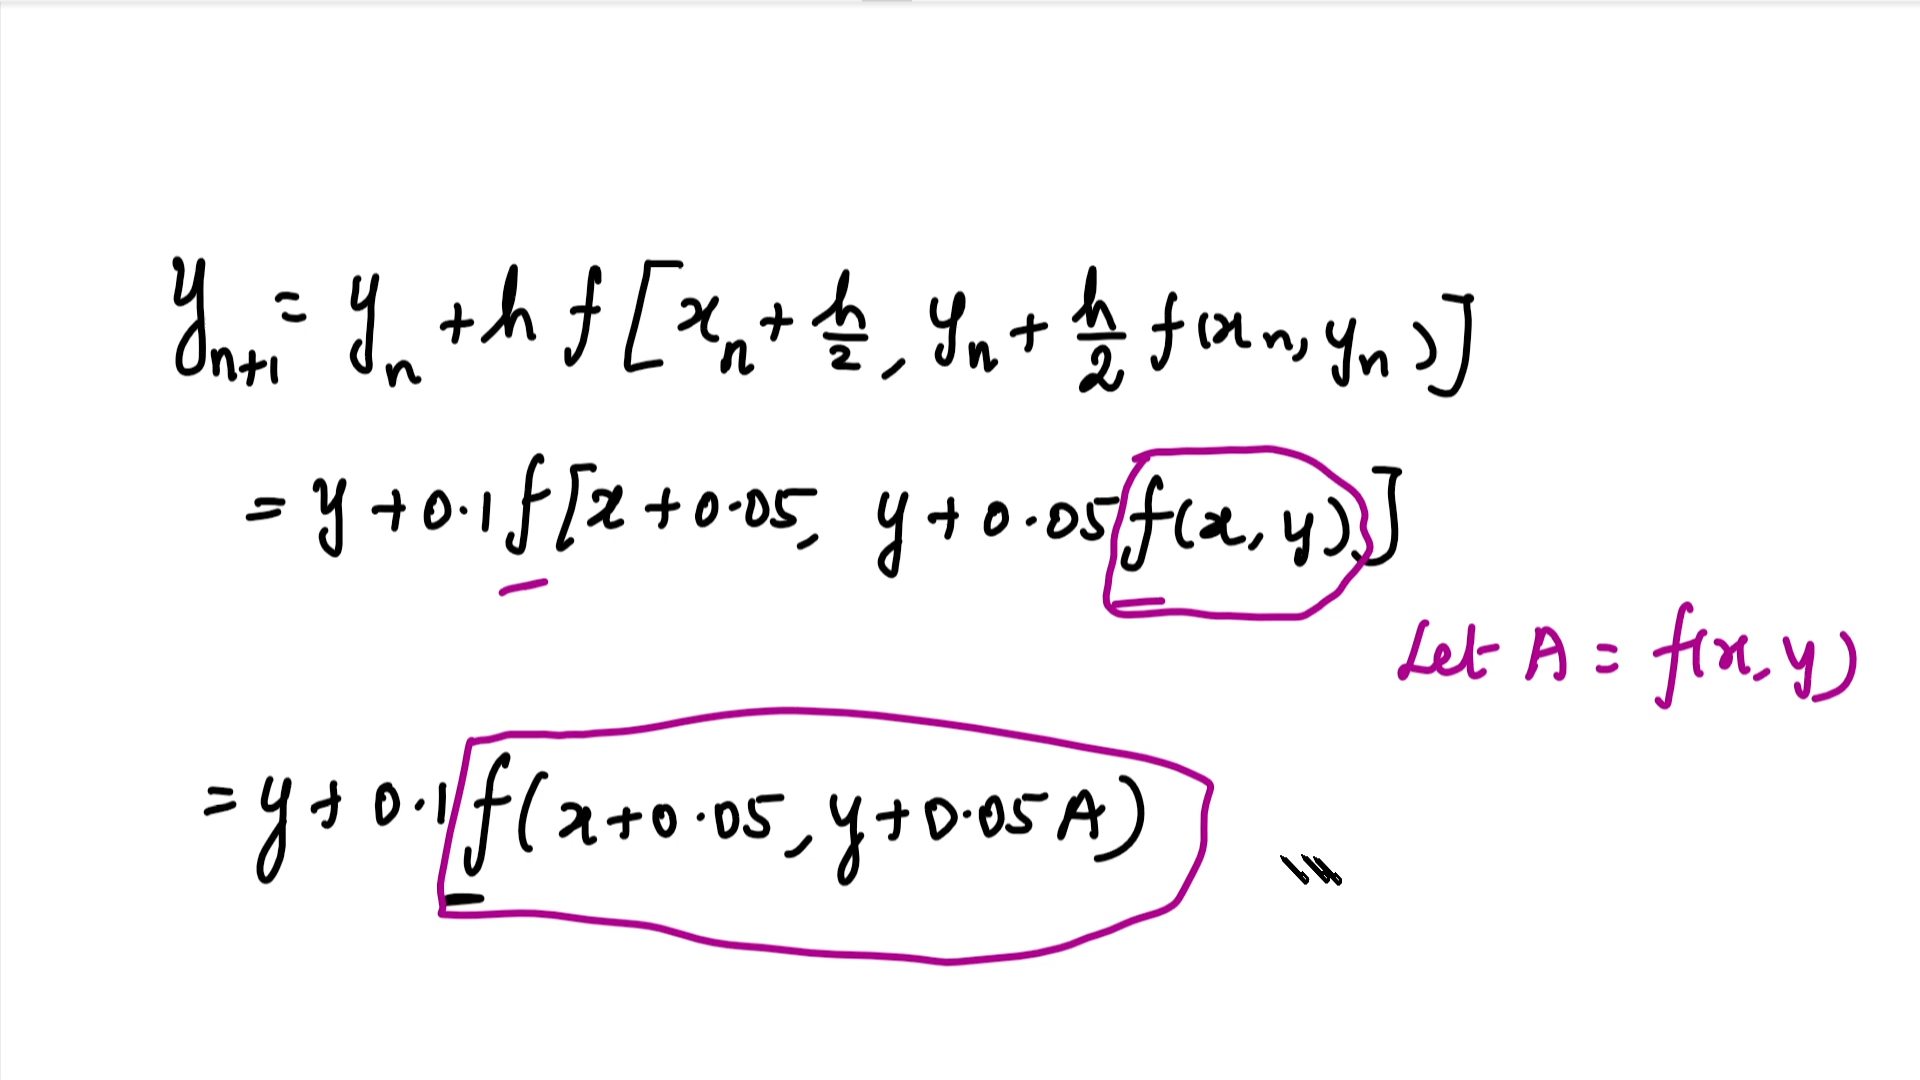 y_{n+1} = y_n + h f [x_n + h/2, y_n + h/2 f(x_n, y_n)]
= y + 0.1 f [x + 0.05, y + 0.05 f(x, y)]
Let A = f(x, y)
= y + 0.1 f(x + 0.05, y + 0.05 A)